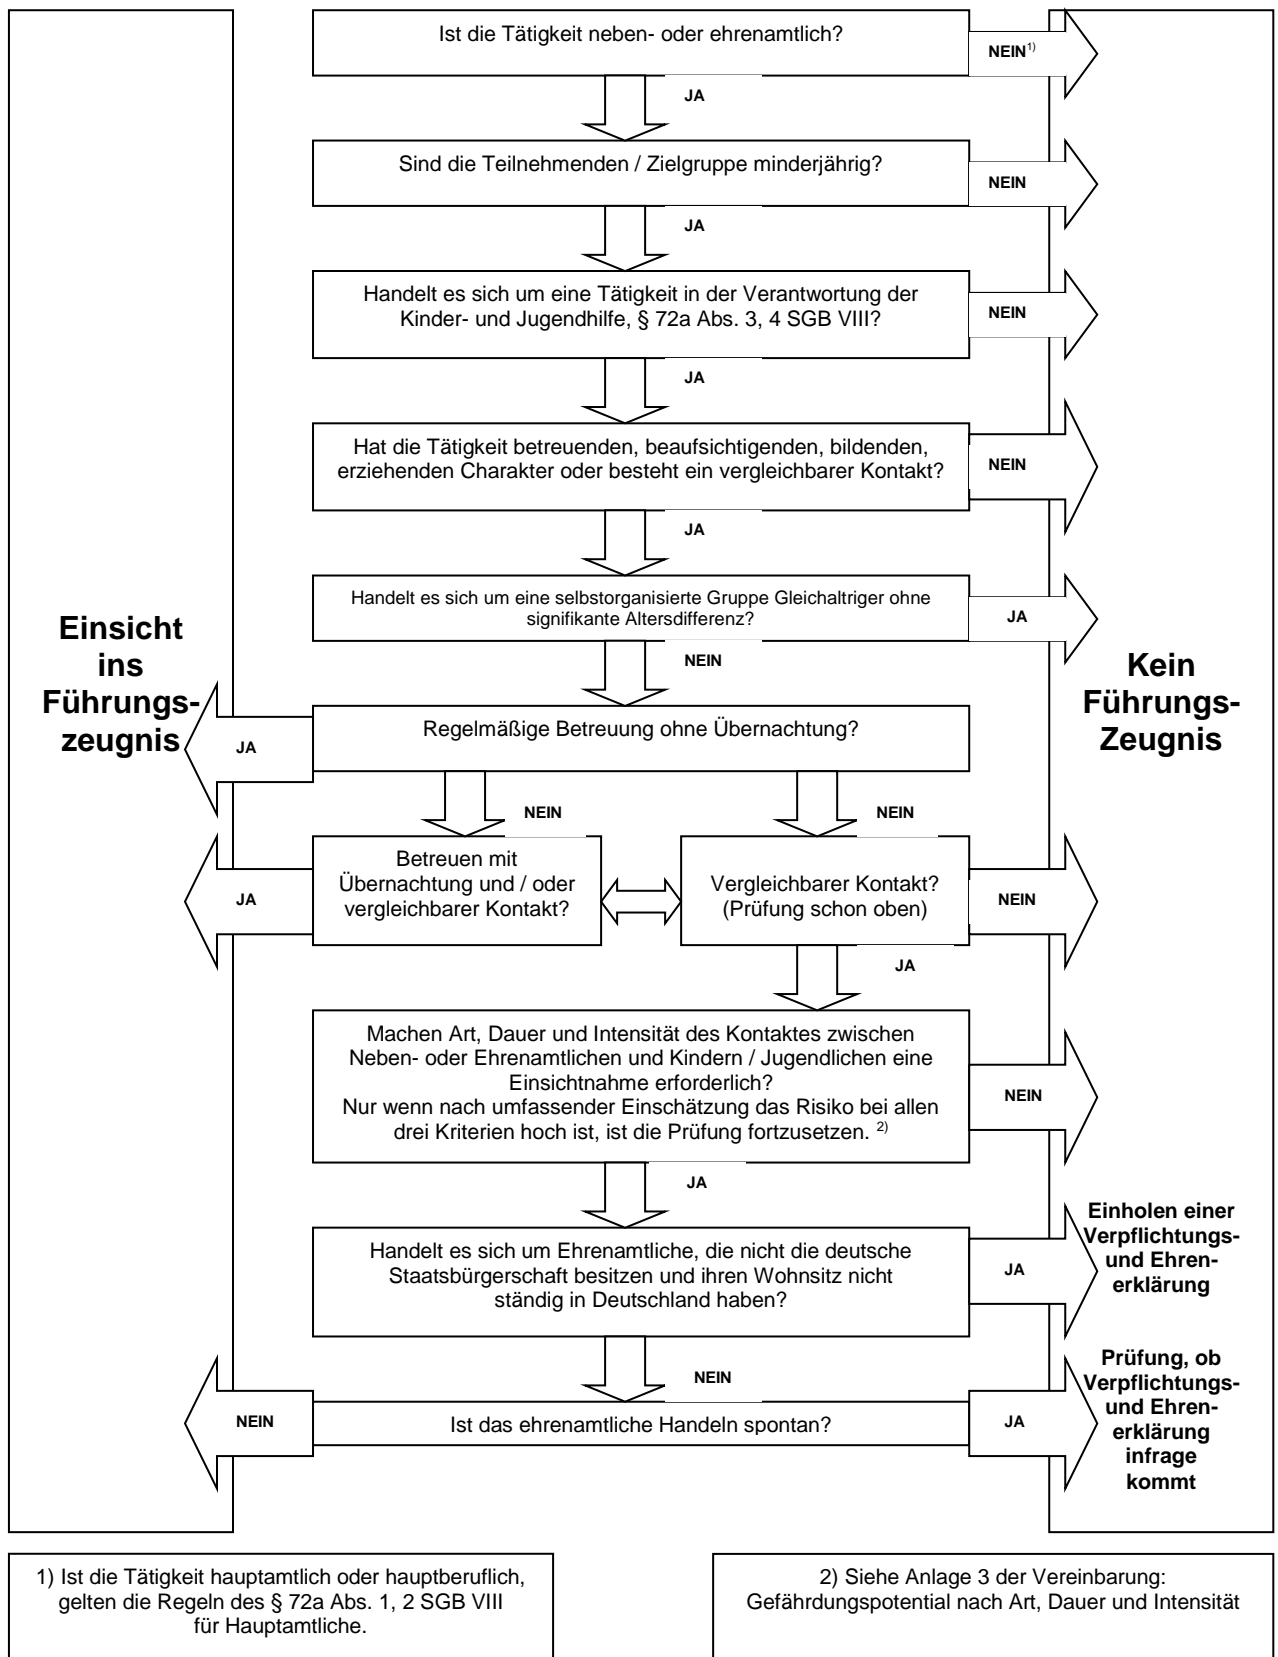 Ist die Tätigkeit neben- oder ehrenamtlich?
NEIN1)
JA
Sind die Teilnehmenden / Zielgruppe minderjährig?
NEIN
JA
Handelt es sich um eine Tätigkeit in der Verantwortung der
Kinder- und Jugendhilfe, § 72a Abs. 3, 4 SGB VIII?
NEIN
JA
Hat die Tätigkeit betreuenden, beaufsichtigenden, bildenden,
erziehenden Charakter oder besteht ein vergleichbarer Kontakt?
NEIN
JA
Handelt es sich um eine selbstorganisierte Gruppe Gleichaltriger ohne
signifikante Altersdifferenz?
JA
NEIN
Einsicht
ins
Führungs-
zeugnis
Kein
Führungs-
Zeugnis
Regelmäßige Betreuung ohne Übernachtung?
JA
NEIN
NEIN
Betreuen mit
Übernachtung und / oder
vergleichbarer Kontakt?
JA
Vergleichbarer Kontakt?
(Prüfung schon oben)
NEIN
JA
Machen Art, Dauer und Intensität des Kontaktes zwischen
Neben- oder Ehrenamtlichen und Kindern / Jugendlichen eine
Einsichtnahme erforderlich?
Nur wenn nach umfassender Einschätzung das Risiko bei allen
drei Kriterien hoch ist, ist die Prüfung fortzusetzen. 2)
NEIN
JA
Handelt es sich um Ehrenamtliche, die nicht die deutsche
Staatsbürgerschaft besitzen und ihren Wohnsitz nicht
ständig in Deutschland haben?
JA
Einholen einer
Verpflichtungs-
und Ehren-
erklärung
NEIN
Ist das ehrenamtliche Handeln spontan?
NEIN
JA
Prüfung, ob
Verpflichtungs-
und Ehren-
erklärung
infrage
kommt
1) Ist die Tätigkeit hauptamtlich oder hauptberuflich,
gelten die Regeln des § 72a Abs. 1, 2 SGB VIII
für Hauptamtliche.
2) Siehe Anlage 3 der Vereinbarung:
Gefährdungspotential nach Art, Dauer und Intensität